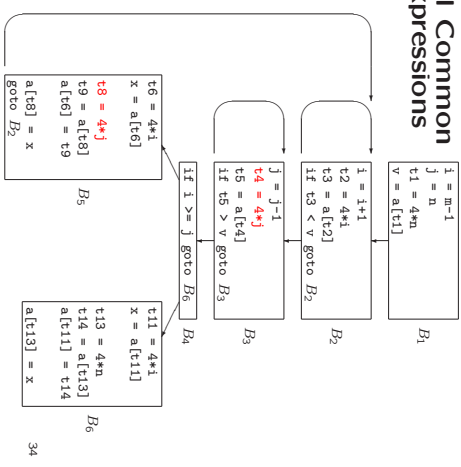 l Common
xpressions
i = m-1
j = n
t1 = 4*n
v = a[t1]
B1
i = i+1
t2 = 4*i
t3 = a[t2]
if t3 < v goto B2
B2
j = j-1
t4 = 4*j
t5 = a[t4]
if t5 > v goto B3
B3
if i >= j goto B6
B4
t6 = 4*i
x = a[t6]
t8 = 4*j
t9 = a[t8]
a[t6] = t9
a[t8] = x
goto B2
B5
t11 = 4*i
x = a[t11]
t13 = 4*n
t14 = a[t13]
a[t11] = t14
a[t13] = x
B6
34